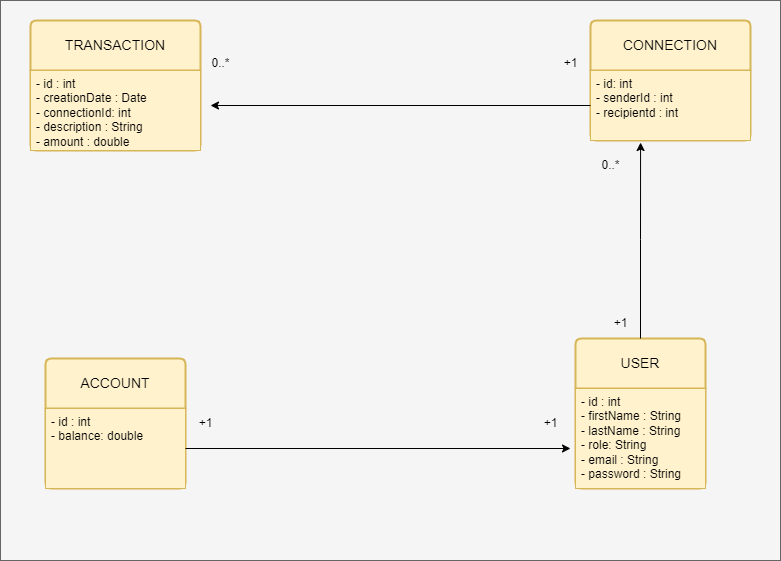 TRANSACTION
- id : int
- creationDate : Date
- connectionId: int
- description : String
- amount : double
0..*
+1
CONNECTION
- id: int
- senderId : int
- recipientd : int
0..*
+1
ACCOUNT
- id : int
- balance: double
+1
+1
USER
- id : int
- firstName : String
- lastName : String
- role: String
- email : String
- password : String